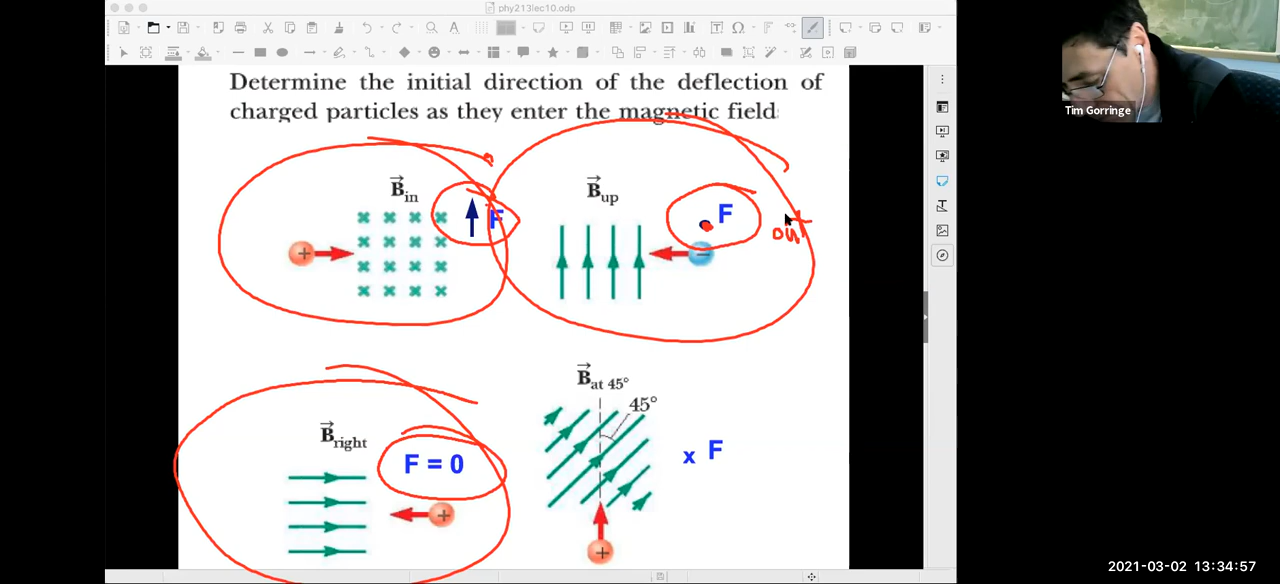 phy213lec10.odp
Determine the initial direction of the deflection of
charged particles as they enter the magnetic field:
Tim Gorringe
B in
F
+
B up
F
out
−
B right
F = 0
+
B at 45°
45°
x F
+
2021-03-02 13:34:57